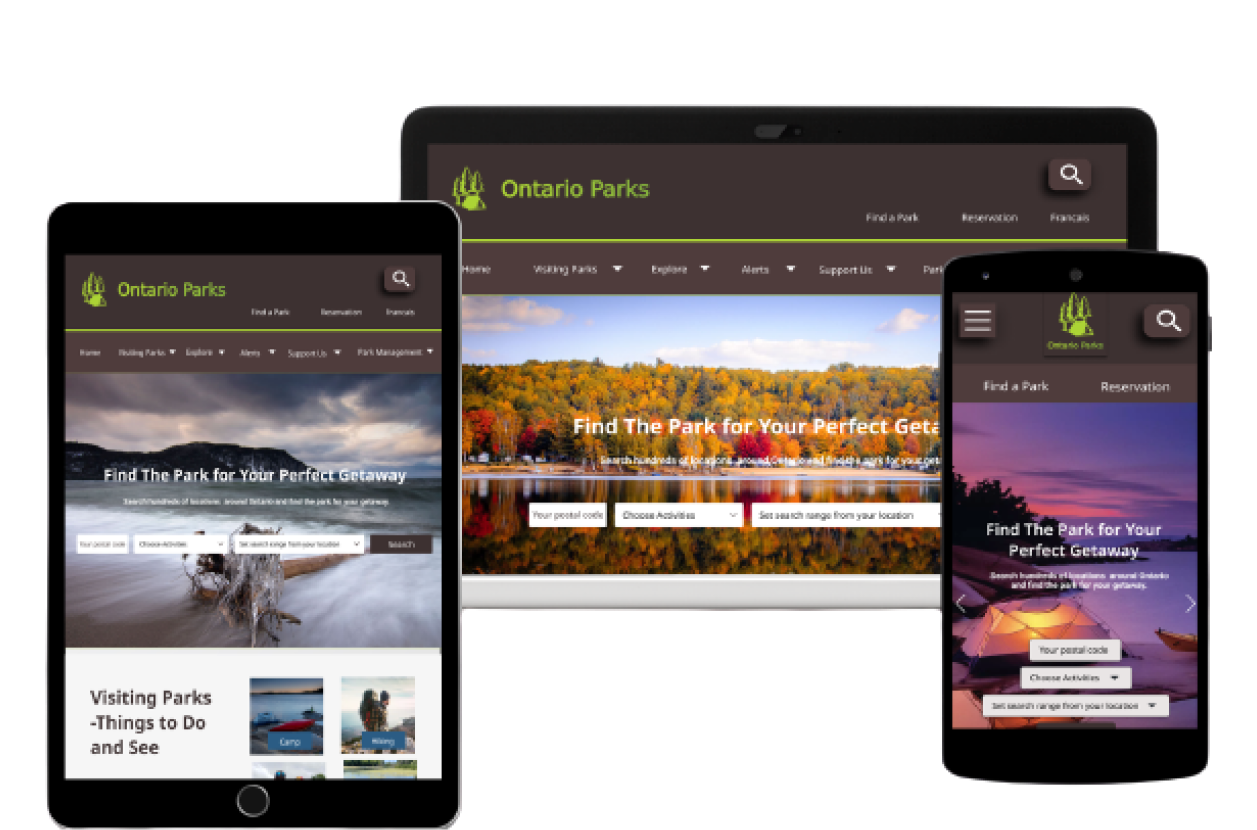 Ontario Parks
Find a Park Reservation Francais
Home Visiting Parks Explore Alerts Support Us Park Management
Find The Park for Your Perfect Getaway
Search hundreds of locations around Ontario and find the park for your getaway.
Your postal code Choose Activities Set search range from your location Search
Visiting Parks
-Things to Do
and See
Camp Hiking
Ontario Parks
Find a Park Reservation Francais
Home Visiting Parks Explore Alerts Support Us Park
Find The Park for Your Perfect Geta
Search hundreds of locations around Ontario and find the park for your get
Your postal code Choose Activities Set search range from your location
Ontario Parks
Find a Park Reservation
Find The Park for Your
Perfect Getaway
Search hundreds of locations around Ontario
and find the park for your getaway.
Your postal code
Choose Activities
Set search range from your location